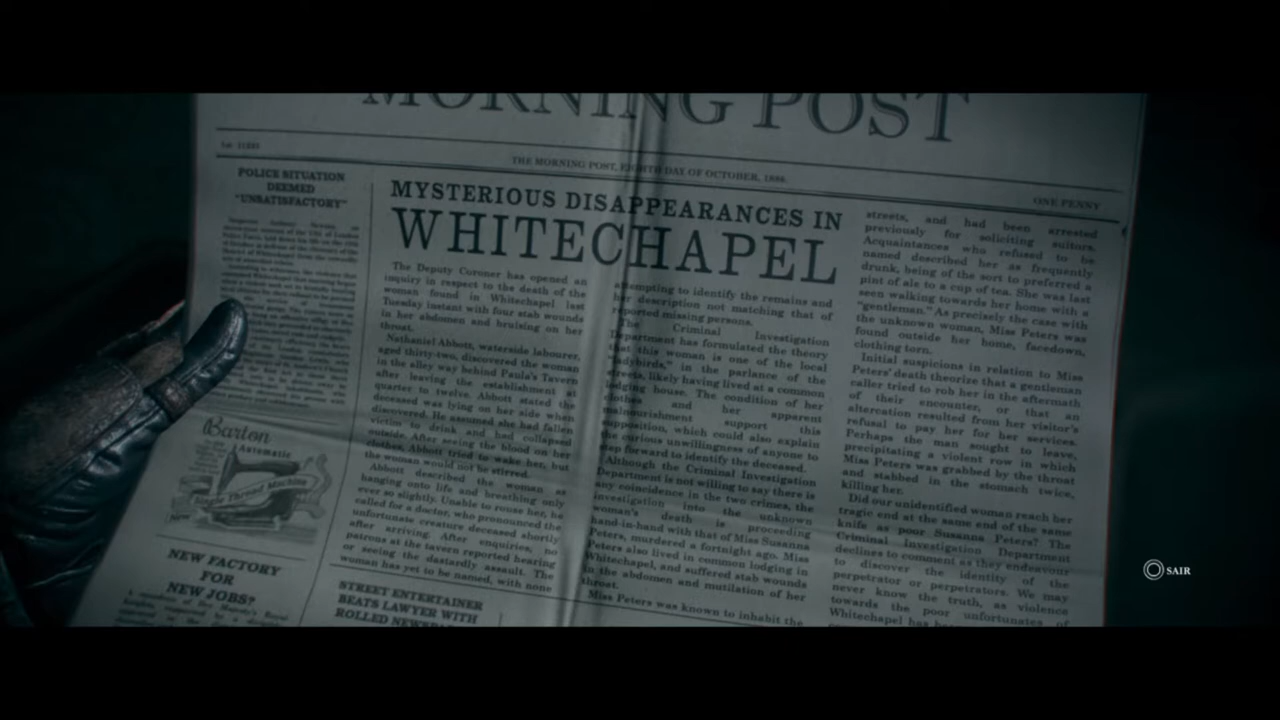 MORNING POST
THE MORNING POST, EIGHTH DAY OF OCTOBER, 1886.
ONE PENNY
POLICE SITUATION
DEEMED
"UNSATISFACTORY"
Barton
Automatic
Single Thread Machine
NEW FACTORY
FOR
NEW JOBS?
MYSTERIOUS DISAPPEARANCES IN
WHITECHAPEL
The Deputy Coroner has opened an
inquiry in respect to the death of the
woman found in Whitechapel last
Tuesday instant with four stab wounds
in her abdomen and bruising on her
throat.
Nathaniel Abbott, waterside labourer,
aged thirty-two, discovered the woman
in the alley way behind Paula's Tavern
after leaving the establishment at
quarter to twelve. Abbott stated the
deceased was lying on her side when
discovered. He assumed she had fallen
victim to drink and had collapsed
outside. After seeing the blood on her
clothes, Abbott tried to wake her, but
the woman would not be stirred.
Abbott described the woman as
hanging onto life and breathing only
ever so slightly. Unable to rouse her, he
called for a doctor, who pronounced the
unfortunate creature deceased shortly
after arriving. After enquiries, no
patrons at the tavern reported hearing
or seeing the dastardly assault. The
woman has yet to be named, with none
attempting to identify the remains and
her description not matching that of
reported missing persons.
The Criminal Investigation
Department has formulated the theory
that this woman is one of the local
"ladybirds," in the parlance of the
streets, likely having lived at a common
lodging house. The condition of her
clothes and her apparent
malnourishment support this
supposition, which could also explain
the curious unwillingness of anyone to
step forward to identify the deceased.
Although the Criminal Investigation
Department is not willing to say there is
any coincidence in the two crimes, the
investigation into the unknown
woman's death is proceeding
hand-in-hand with that of Miss Susanna
Peters, murdered a fortnight ago. Miss
Peters also lived in common lodging in
Whitechapel, and suffered stab wounds
in the abdomen and mutilation of her
throat.
Miss Peters was known to inhabit the
streets, and had been arrested
previously for soliciting suitors.
Acquaintances who refused to be
named described her as frequently
drunk, being of the sort to preferred a
pint of ale to a cup of tea. She was last
seen walking towards her home with a
"gentleman." As precisely the case with
the unknown woman, Miss Peters was
found outside her home, facedown,
clothing torn.
Initial suspicions in relation to Miss
Peters' death theorize that a gentleman
caller tried to rob her in the aftermath
of their encounter, or that an
altercation resulted from her visitor's
refusal to pay her for her services.
Perhaps the man sought to leave,
precipitating a violent row in which
Miss Peters was grabbed by the throat
and stabbed in the stomach twice,
killing her.
Did our unidentified woman reach her
tragic end at the same end of the same
knife as poor Susanna Peters? The
Criminal Investigation Department
declines to comment as they endeavour
to discover the identity of the
perpetrator or perpetrators. We may
never know the truth, as violence
towards the poor unfortunates of
Whitechapel has
STREET ENTERTAINER
BEATS LAWYER WITH
ROLLED
SAIR